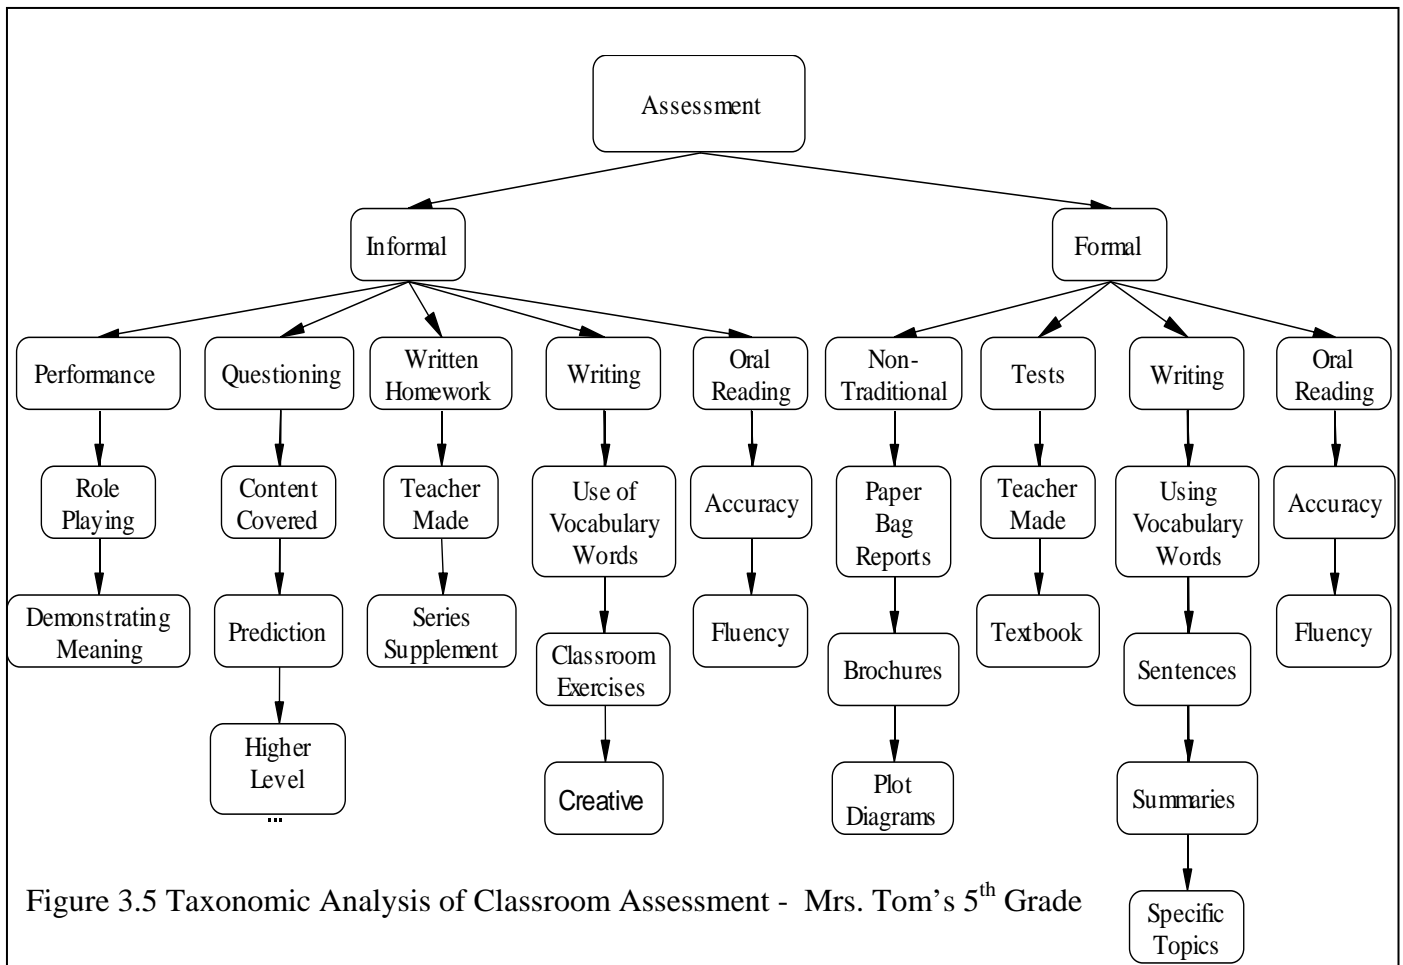 Assessment
Informal
Formal
Performance
Questioning
Written
Homework
Writing
Oral
Reading
Non-
Traditional
Tests
Writing
Oral
Reading
Role
Playing
Content
Covered
Teacher
Made
Use of
Vocabulary
Words
Accuracy
Paper
Bag
Reports
Teacher
Made
Using
Vocabulary
Words
Accuracy
Demonstrating
Meaning
Prediction
Series
Supplement
Classroom
Exercises
Fluency
Brochures
Textbook
Sentences
Fluency
Higher
Level
...
Creative
Plot
Diagrams
Summaries
Specific
Topics
Figure 3.5 Taxonomic Analysis of Classroom Assessment - Mrs. Tom's 5th Grade